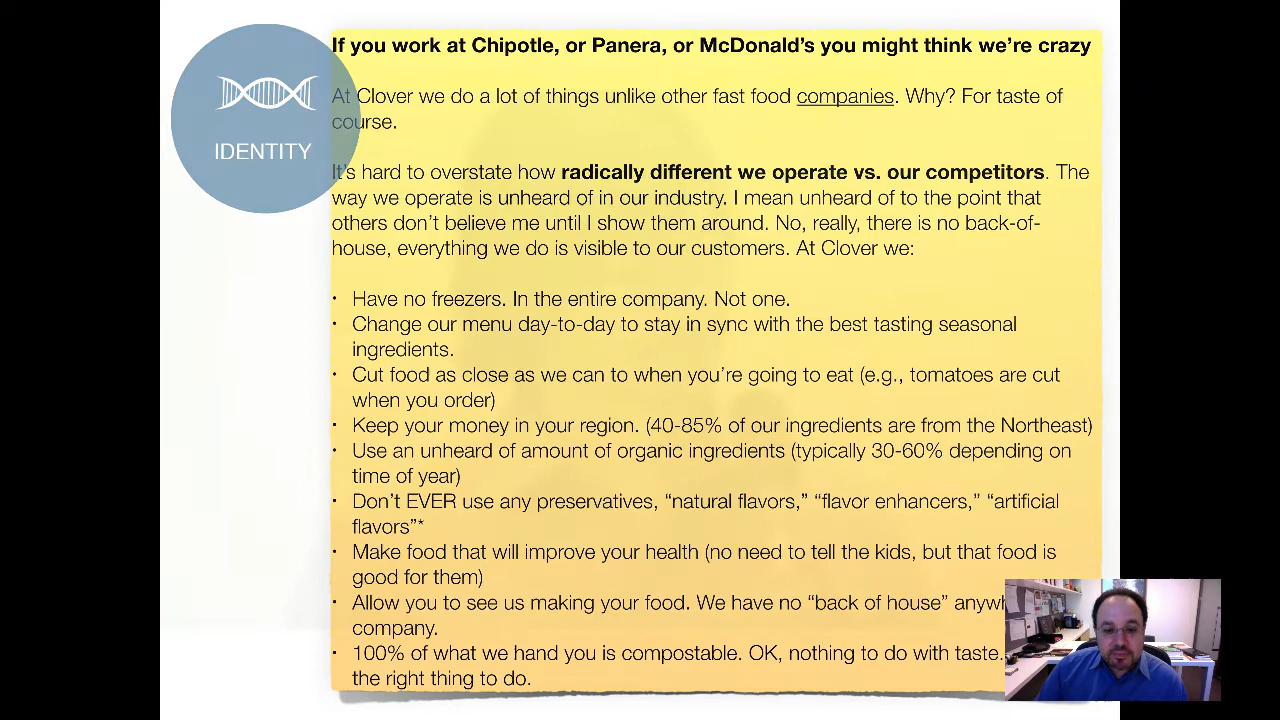 If you work at Chipotle, or Panera, or McDonald's you might think we're crazy
At Clover we do a lot of things unlike other fast food companies. Why? For taste of
course.
IDENTITY
It's hard to overstate how radically different we operate vs. our competitors. The
way we operate is unheard of in our industry. I mean unheard of to the point that
others don't believe me until I show them around. No, really, there is no back-of-
house, everything we do is visible to our customers. At Clover we:
• Have no freezers. In the entire company. Not one.
• Change our menu day-to-day to stay in sync with the best tasting seasonal
ingredients.
• Cut food as close as we can to when you're going to eat (e.g., tomatoes are cut
when you order)
• Keep your money in your region. (40-85% of our ingredients are from the Northeast)
• Use an unheard of amount of organic ingredients (typically 30-60% depending on
time of year)
• Don't EVER use any preservatives, "natural flavors," "flavor enhancers," "artificial
flavors"*
• Make food that will improve your health (no need to tell the kids, but that food is
good for them)
• Allow you to see us making your food. We have no "back of house"
company.
• 100% of what we hand you is compostable. OK, nothing to do with taste.
the right thing to do.